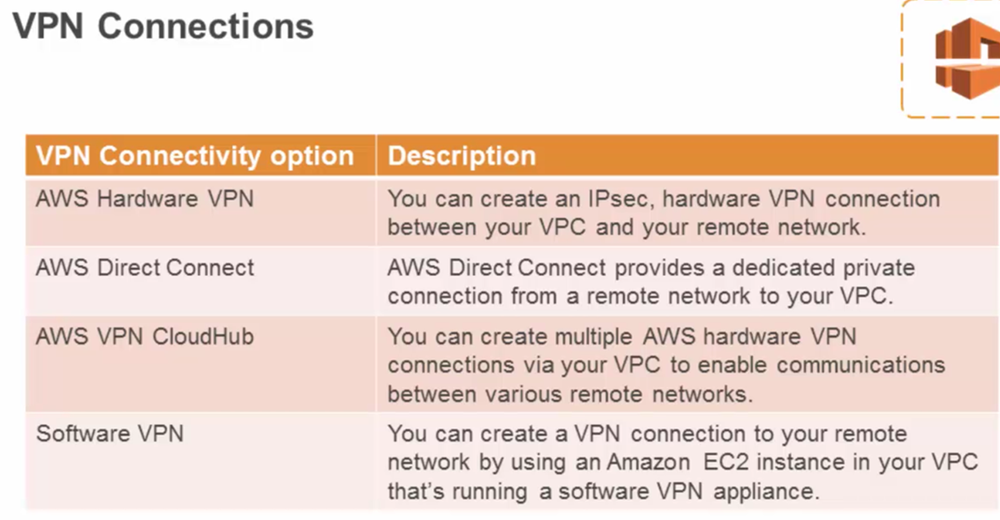 VPN Connections
VPN Connectivity option
Description
AWS Hardware VPN
You can create an IPsec, hardware VPN connection
between your VPC and your remote network.
AWS Direct Connect
AWS Direct Connect provides a dedicated private
connection from a remote network to your VPC.
AWS VPN CloudHub
You can create multiple AWS hardware VPN
connections via your VPC to enable communications
between various remote networks.
Software VPN
You can create a VPN connection to your remote
network by using an Amazon EC2 instance in your VPC
that's running a software VPN appliance.